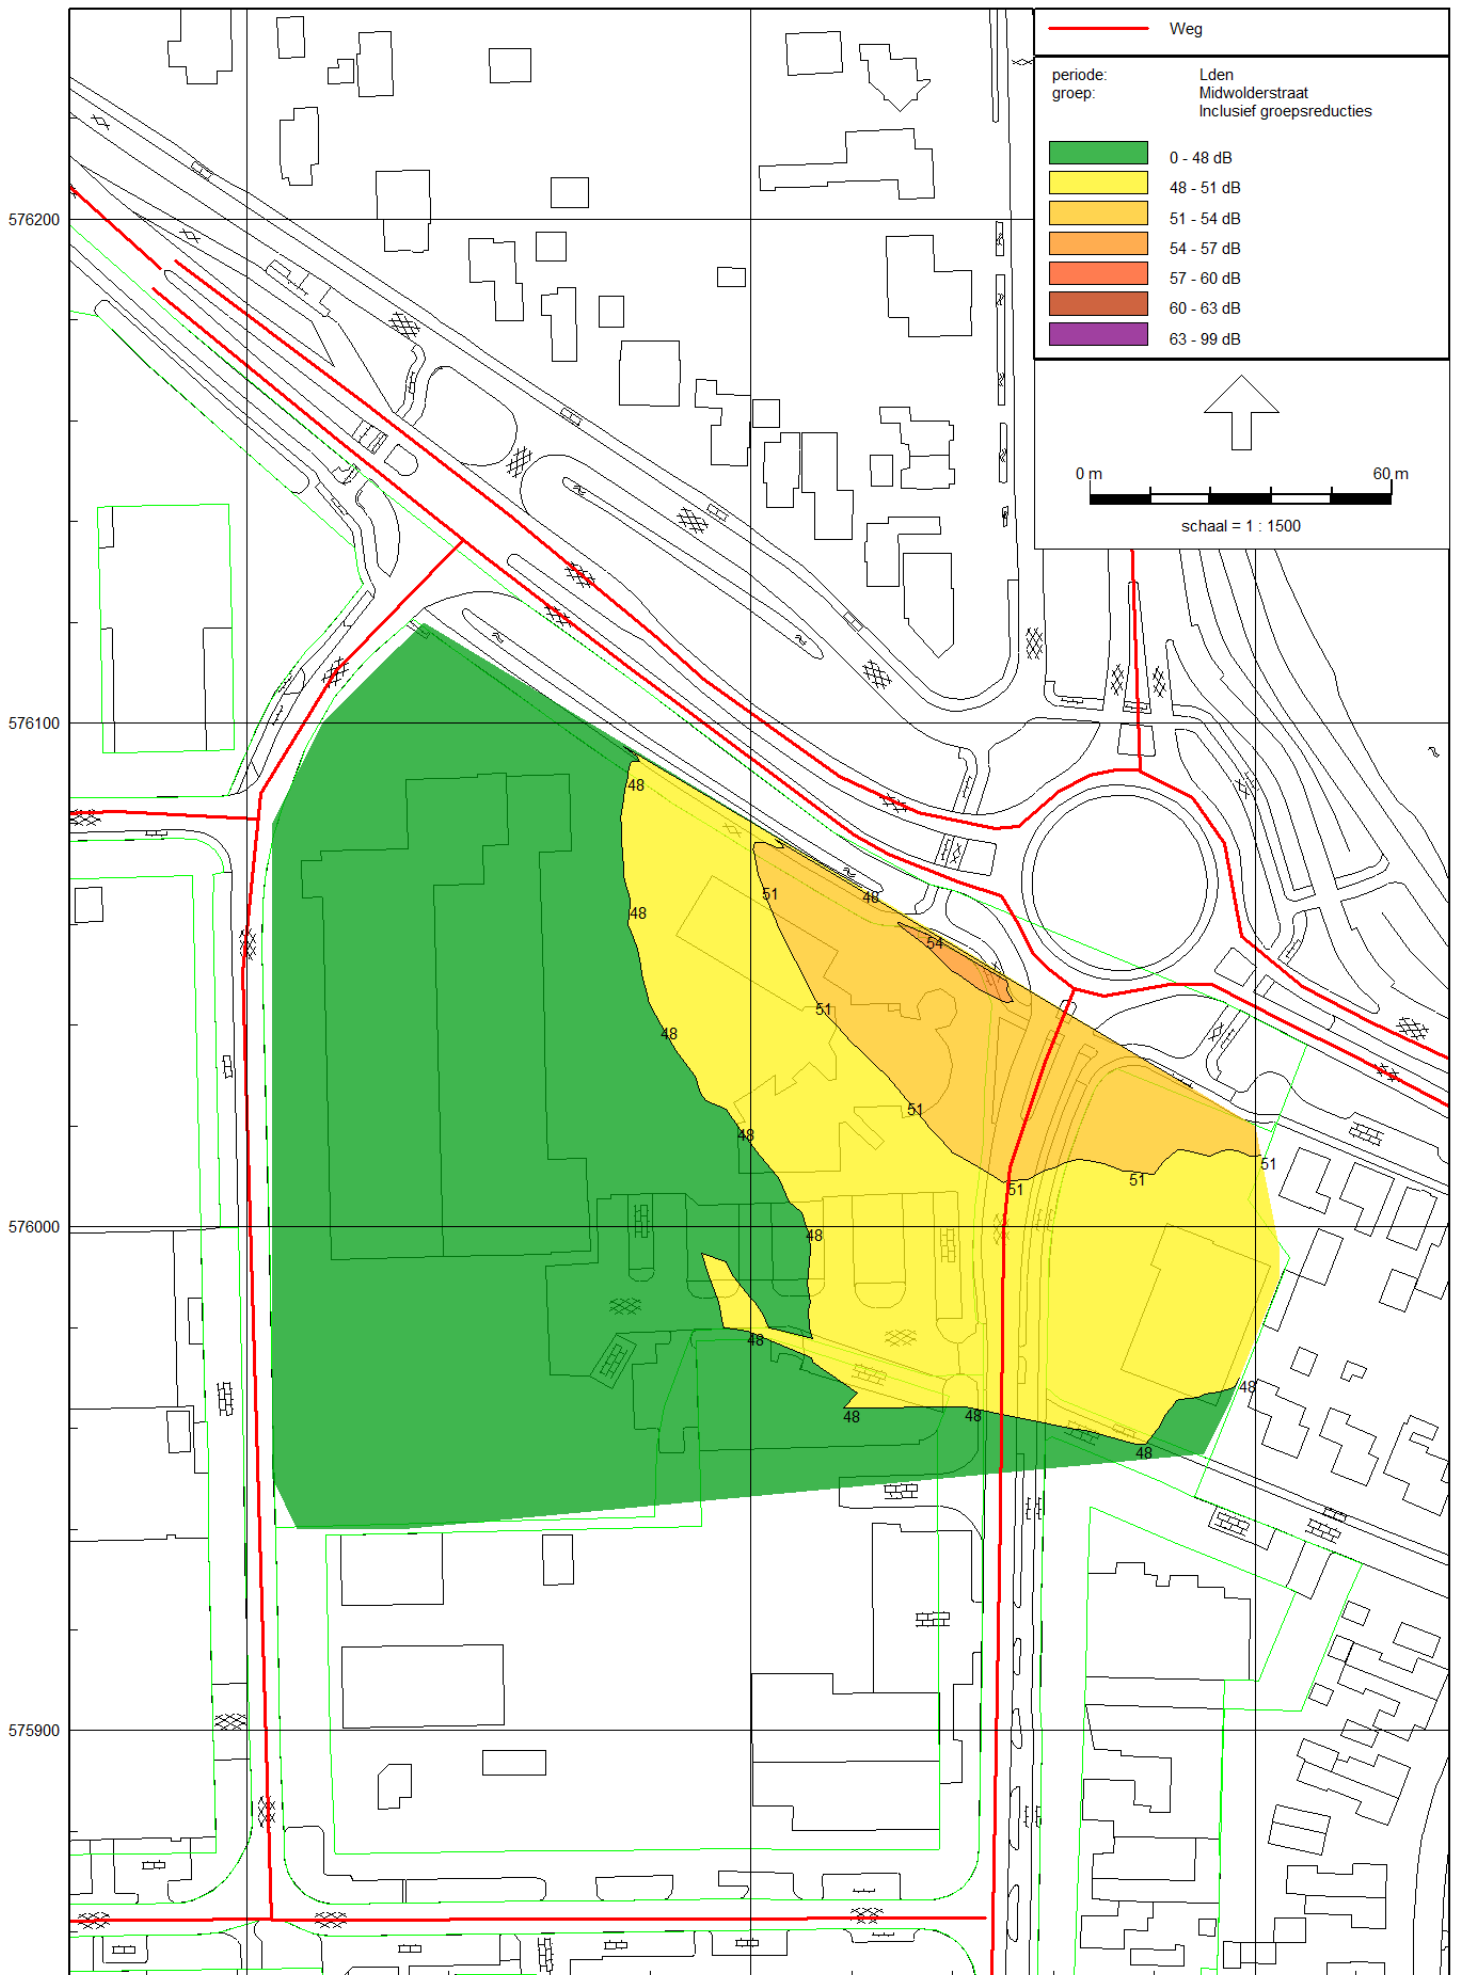 Weg
periode: Lden
groep: Midwolderstraat
Inclusief groepsreducties
0 - 48 dB
48 - 51 dB
51 - 54 dB
54 - 57 dB
57 - 60 dB
60 - 63 dB
63 - 99 dB
576200
0 m 60 m
schaal = 1 : 1500
576100
48
51
48
48
54
51
48
51
48
51
51
51
576000
48
48
48
48
48
48
575900